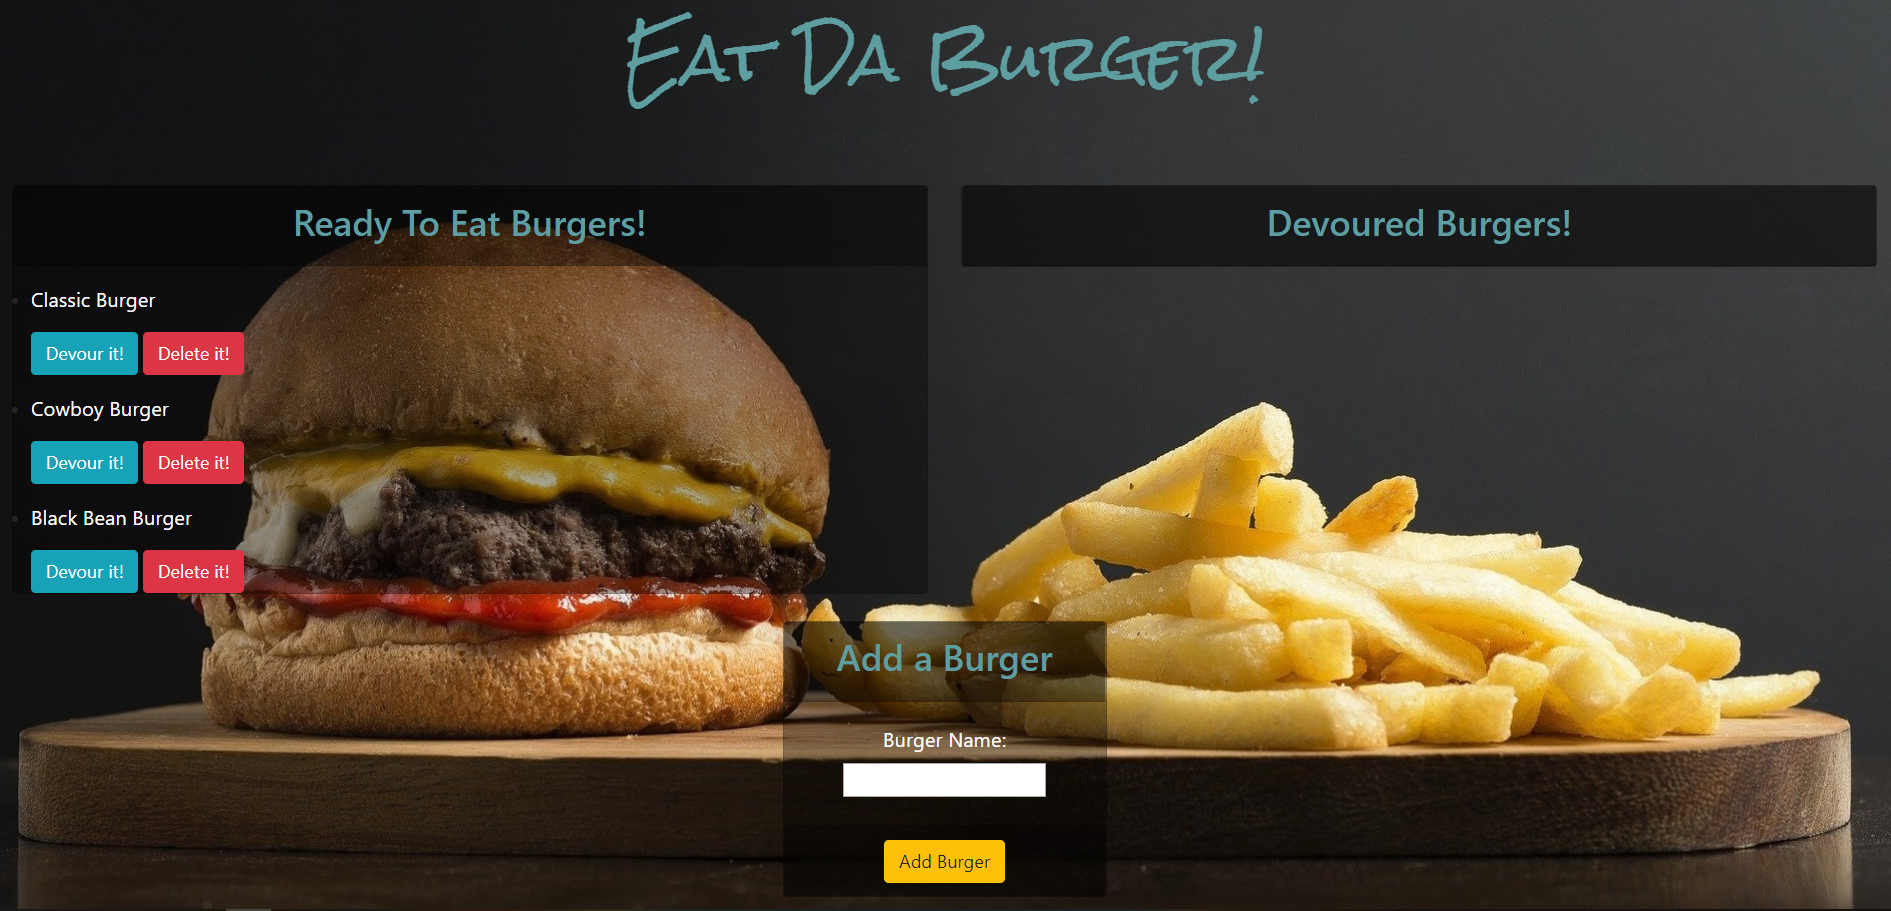 Eat Da Burger!
Ready To Eat Burgers!
Classic Burger
Devour it! Delete it!
Cowboy Burger
Devour it! Delete it!
Black Bean Burger
Devour it! Delete it!
Devoured Burgers!
Add a Burger
Burger Name:
Add Burger